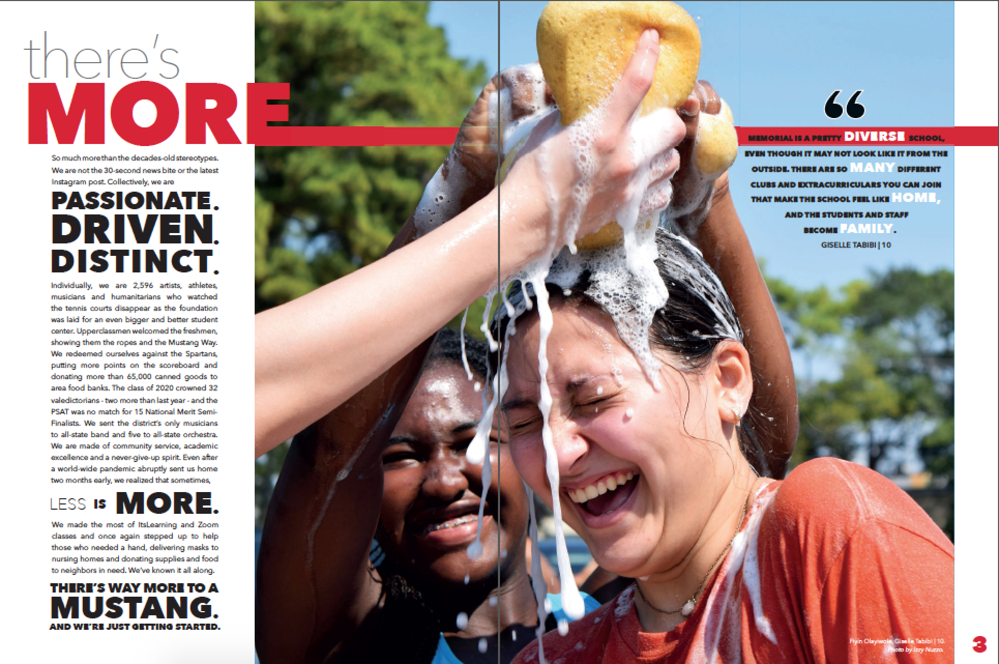 there's
MORE
So much more than the decades-old stereotypes.
We are not the 30-second news bite or the latest
Instagram post. Collectively, we are
PASSIONATE.
DRIVEN.
DISTINCT.
Individually, we are 2,596 artists, athletes,
musicians and humanitarians who watched
the tennis courts disappear as the foundation
was laid for an even bigger and better student
center. Upperclassmen welcomed the freshmen,
showing them the ropes and the Mustang Way.
We redeemed ourselves against the Spartans,
putting more points on the scoreboard and
donating more than 65,000 canned goods to
area food banks. The class of 2020 crowned 32
valedictorians - two more than last year - and the
PSAT was no match for 15 National Merit Semi-
Finalists. We sent the district's only musicians
to all-state band and five to all-state orchestra.
We are made of community service, academic
excellence and a never-give-up spirit. Even after
a world-wide pandemic abruptly sent us home
two months early, we realized that sometimes,
LESS IS MORE.
We made the most of ItsLearning and Zoom
classes and once again stepped up to help
those who needed a hand, delivering masks to
nursing homes and donating supplies and food
to neighbors in need. We've known it all along.
THERE'S WAY MORE TO A
MUSTANG.
AND WE'RE JUST GETTING STARTED.
“
MEMORIAL IS A PRETTY DIVERSE SCHOOL,
EVEN THOUGH IT MAY NOT LOOK LIKE IT FROM THE
OUTSIDE. THERE ARE SO MANY DIFFERENT
CLUBS AND EXTRACURRICULARS YOU CAN JOIN
THAT MAKE THE SCHOOL FEEL LIKE HOME,
AND THE STUDENTS AND STAFF
BECOME FAMILY.
GISELLE TABIBI | 10
Fiyin Olayiwole, Giselle Tabibi | 10.
Photo by Izzy Nuzzo.
3